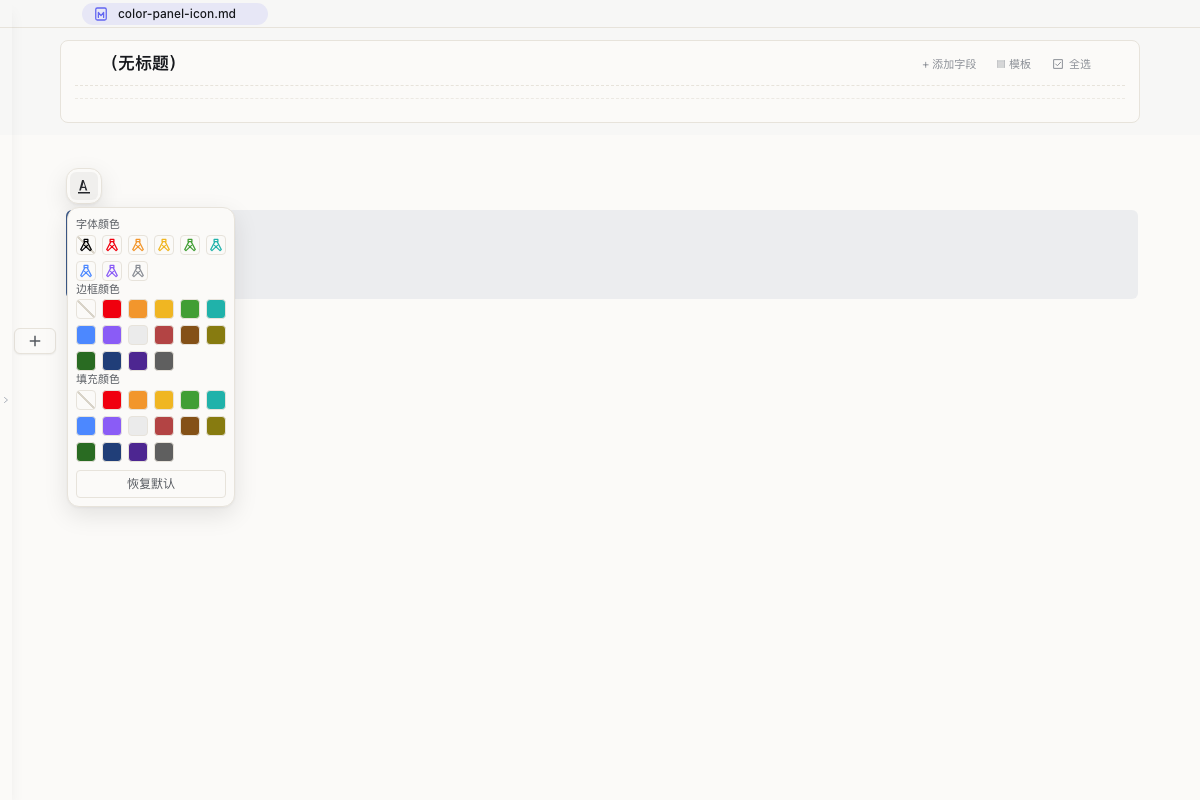 color-panel-icon.md
（无标题）
+ 添加字段
模板
全选
A
字体颜色
边框颜色
填充颜色
恢复默认